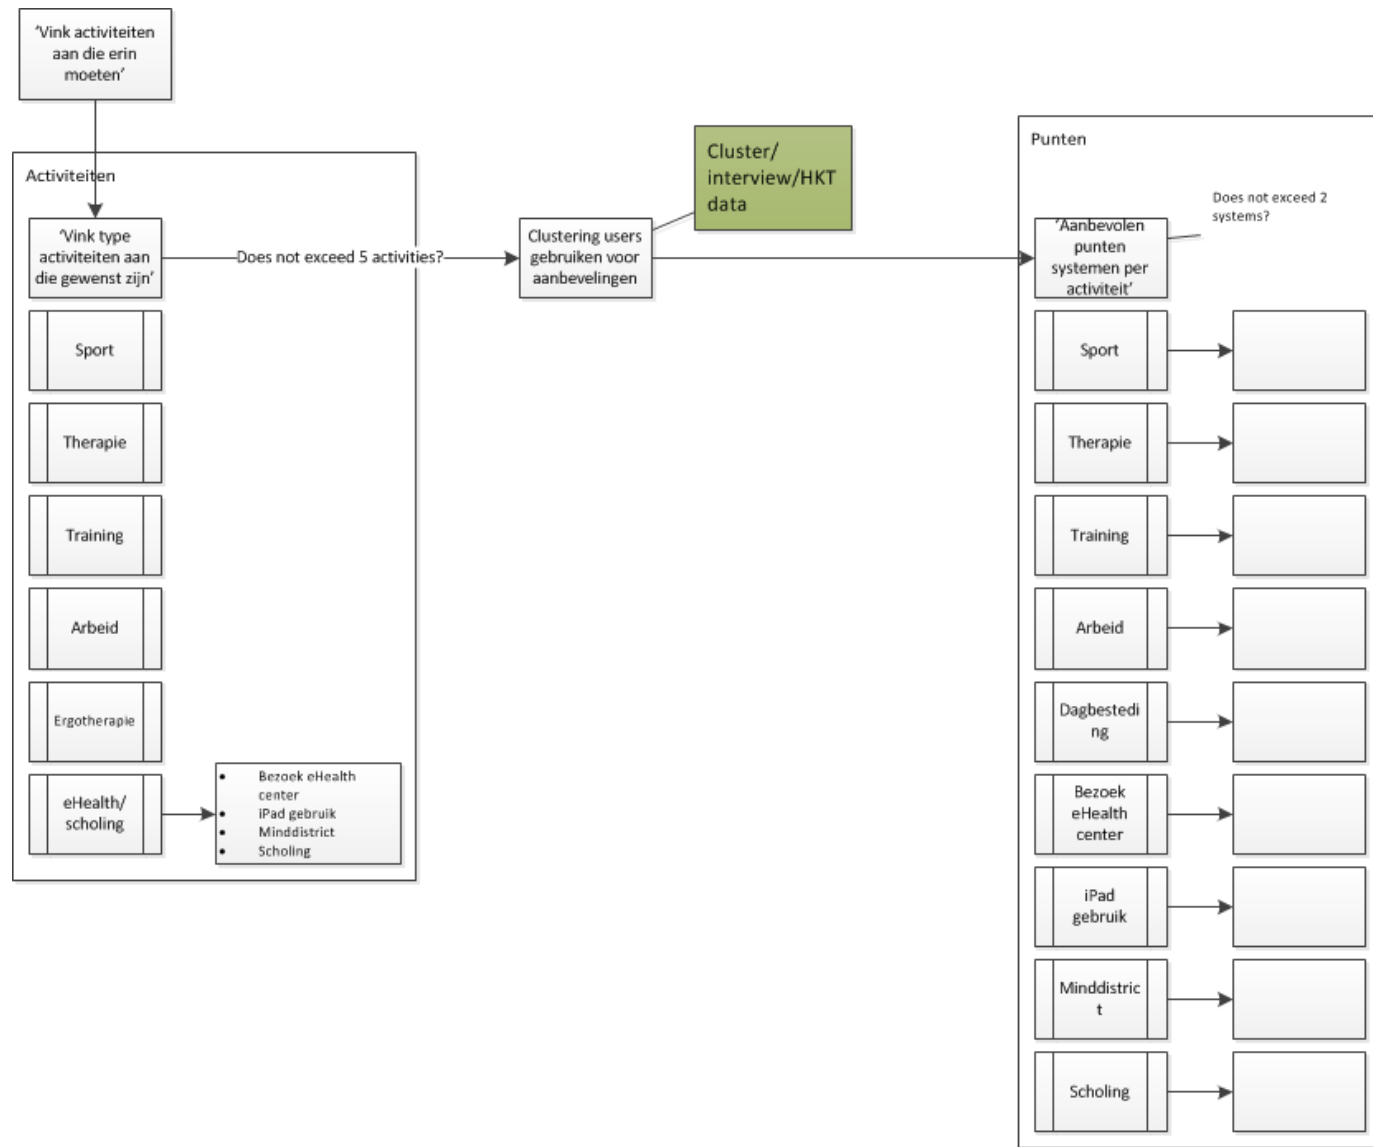 ‘Vink activiteiten
aan die erin
moeten’
Activiteiten
‘Vink type
activiteiten aan
die gewenst zijn’
Does not exceed 5 activities?
Sport
Therapie
Training
Arbeid
Ergotherapie
eHealth/
scholing
• Bezoek eHealth
center
• iPad gebruik
• Minddistrict
• Scholing
Cluster/
interview/HKT
data
Clustering users
gebruiken voor
aanbevelingen
Punten
Does not exceed 2
systems?
‘Aanbevolen
punten
systemen per
activiteit’
Sport
Therapie
Training
Arbeid
Dagbestedi
ng
Bezoek
eHealth
center
iPad
gebruik
Minddistric
t
Scholing